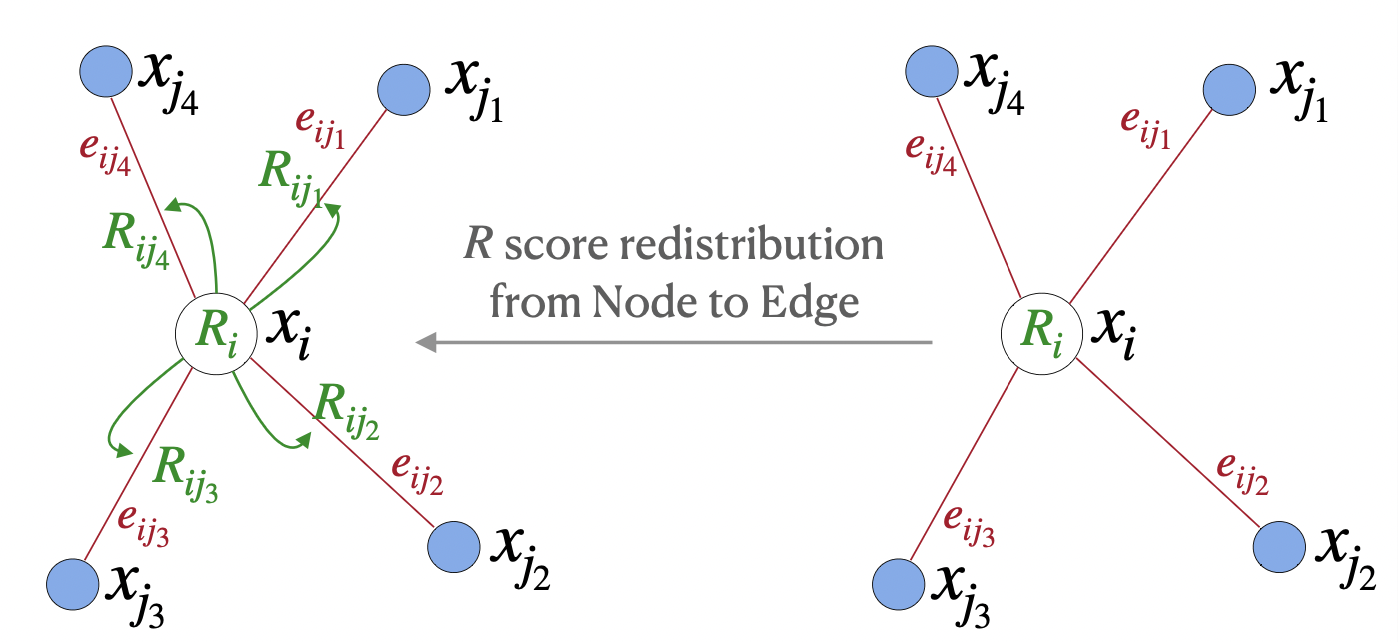 x_{j_4}
x_{j_1}
e_{ij_1}
e_{ij_4}
R_{ij_1}
R_{ij_4}
R_i x_i
R_{ij_2}
R_{ij_3}
e_{ij_2}
e_{ij_3}
x_{j_2}
x_{j_3}
R score redistribution
from Node to Edge
x_{j_4}
x_{j_1}
e_{ij_1}
e_{ij_4}
R_i x_i
e_{ij_2}
e_{ij_3}
x_{j_2}
x_{j_3}